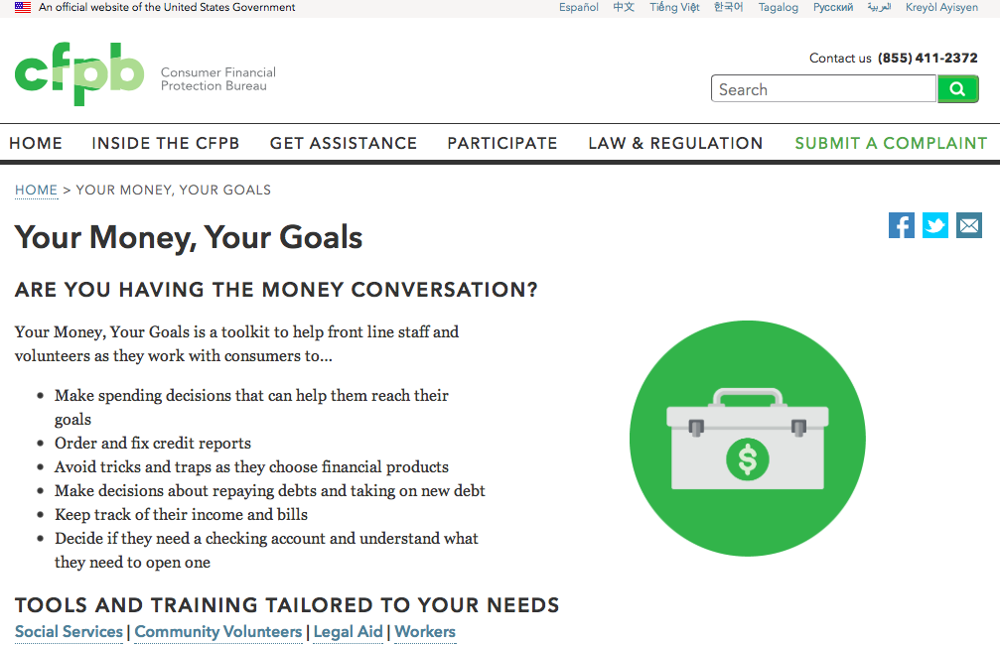 An official website of the United States Government
Español 中文 Tiếng Việt 한국어 Tagalog Русский العربية Kreyòl Ayisyen
cfpb
Consumer Financial
Protection Bureau
Contact us (855) 411-2372
Search
HOME INSIDE THE CFPB GET ASSISTANCE PARTICIPATE LAW & REGULATION SUBMIT A COMPLAINT
HOME > YOUR MONEY, YOUR GOALS
Your Money, Your Goals
ARE YOU HAVING THE MONEY CONVERSATION?
Your Money, Your Goals is a toolkit to help front line staff and
volunteers as they work with consumers to...
• Make spending decisions that can help them reach their
goals
• Order and fix credit reports
• Avoid tricks and traps as they choose financial products
• Make decisions about repaying debts and taking on new debt
• Keep track of their income and bills
• Decide if they need a checking account and understand what
they need to open one
$
TOOLS AND TRAINING TAILORED TO YOUR NEEDS
Social Services | Community Volunteers | Legal Aid | Workers